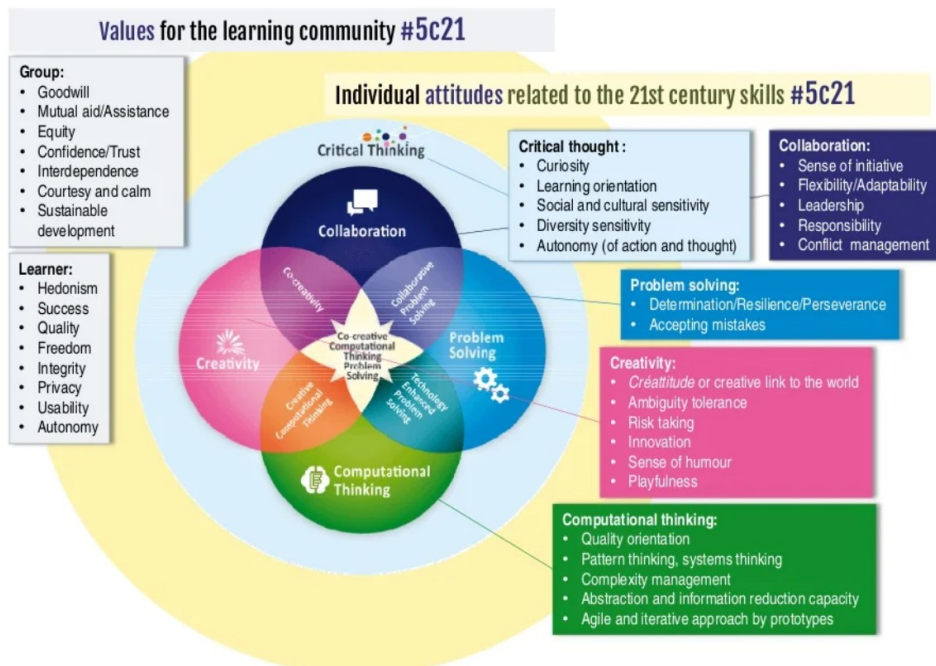 Values for the learning community #5c21
Group:
• Goodwill
• Mutual aid/Assistance
• Equity
• Confidence/Trust
• Interdependence
• Courtesy and calm
• Sustainable
development
Learner:
• Hedonism
• Success
• Quality
• Freedom
• Integrity
• Privacy
• Usability
• Autonomy
Individual attitudes related to the 21st century skills #5c21
Critical Thinking
Collaboration
Co-creativity
Collaborative
Problem
Solving
Creativity
Co-creative
Computational
Thinking
Problem
Solving
Problem
Solving
Creative
Computational
Thinking
Technology
Enhanced
Problem
Solving
Computational
Thinking
Critical thought :
• Curiosity
• Learning orientation
• Social and cultural sensitivity
• Diversity sensitivity
• Autonomy (of action and thought)
Collaboration:
• Sense of initiative
• Flexibility/Adaptability
• Leadership
• Responsibility
• Conflict management
Problem solving:
• Determination/Resilience/Perseverance
• Accepting mistakes
Creativity:
• Créattitude or creative link to the world
• Ambiguity tolerance
• Risk taking
• Innovation
• Sense of humour
• Playfulness
Computational thinking:
• Quality orientation
• Pattern thinking, systems thinking
• Complexity management
• Abstraction and information reduction capacity
• Agile and iterative approach by prototypes